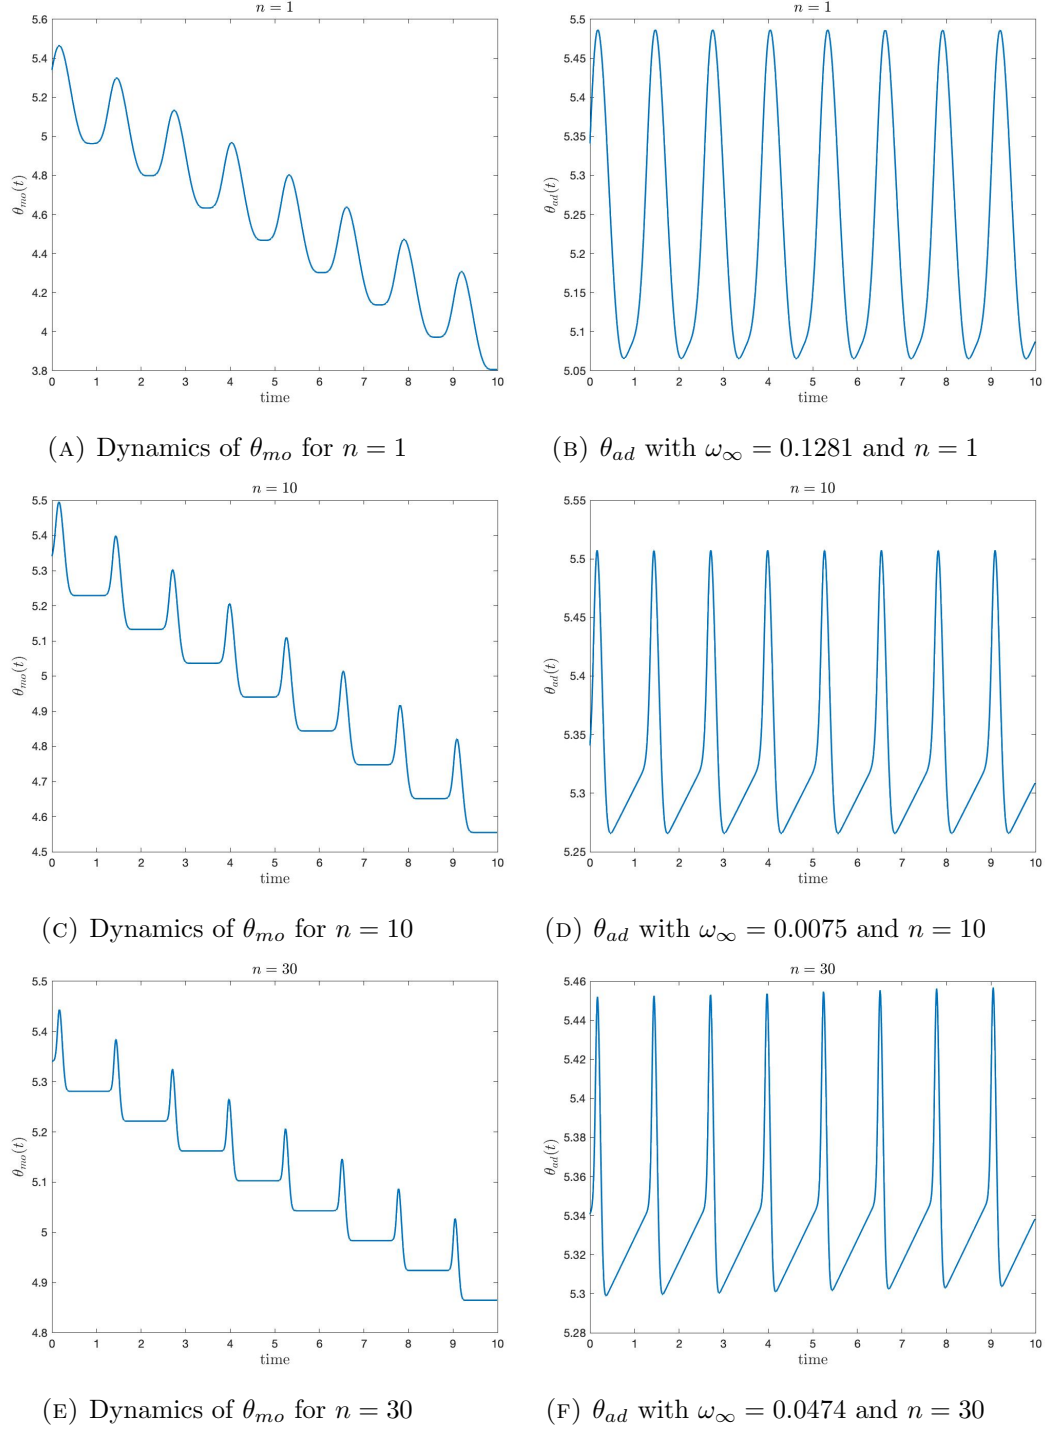 n = 1
5.6
5.4
5.2
5
4.8
4.6
4.4
4.2
4
3.8
θ_mo(t)
0 1 2 3 4 5 6 7 8 9 10
time
(A) Dynamics of θ_mo for n = 1
n = 1
5.5
5.45
5.4
5.35
5.3
5.25
5.2
5.15
5.1
5.05
θ_ad(t)
0 1 2 3 4 5 6 7 8 9 10
time
(B) θ_ad with ω_∞ = 0.1281 and n = 1
n = 10
5.5
5.4
5.3
5.2
5.1
5
4.9
4.8
4.7
4.6
4.5
θ_mo(t)
0 1 2 3 4 5 6 7 8 9 10
time
(C) Dynamics of θ_mo for n = 10
n = 10
5.55
5.5
5.45
5.4
5.35
5.3
5.25
θ_ad(t)
0 1 2 3 4 5 6 7 8 9 10
time
(D) θ_ad with ω_∞ = 0.0075 and n = 10
n = 30
5.5
5.4
5.3
5.2
5.1
5
4.9
4.8
θ_mo(t)
0 1 2 3 4 5 6 7 8 9 10
time
(E) Dynamics of θ_mo for n = 30
n = 30
5.46
5.44
5.42
5.4
5.38
5.36
5.34
5.32
5.3
5.28
θ_ad(t)
0 1 2 3 4 5 6 7 8 9 10
time
(F) θ_ad with ω_∞ = 0.0474 and n = 30